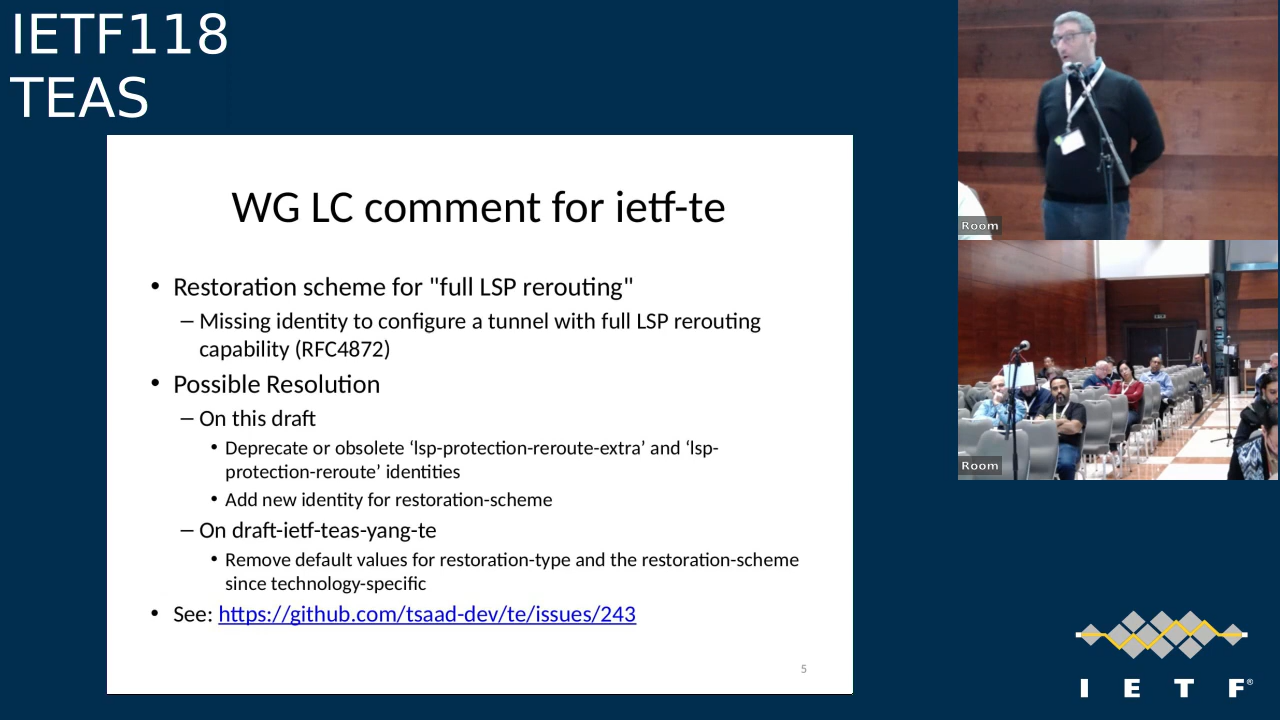 IETF118
TEAS
WG LC comment for ietf-te
• Restoration scheme for "full LSP rerouting"
– Missing identity to configure a tunnel with full LSP rerouting
capability (RFC4872)
• Possible Resolution
– On this draft
• Deprecate or obsolete ‘lsp-protection-reroute-extra’ and ‘lsp-
protection-reroute’ identities
• Add new identity for restoration-scheme
– On draft-ietf-teas-yang-te
• Remove default values for restoration-type and the restoration-scheme
since technology-specific
• See: https://github.com/tsaad-dev/te/issues/243
5
Room
Room
I E T F®